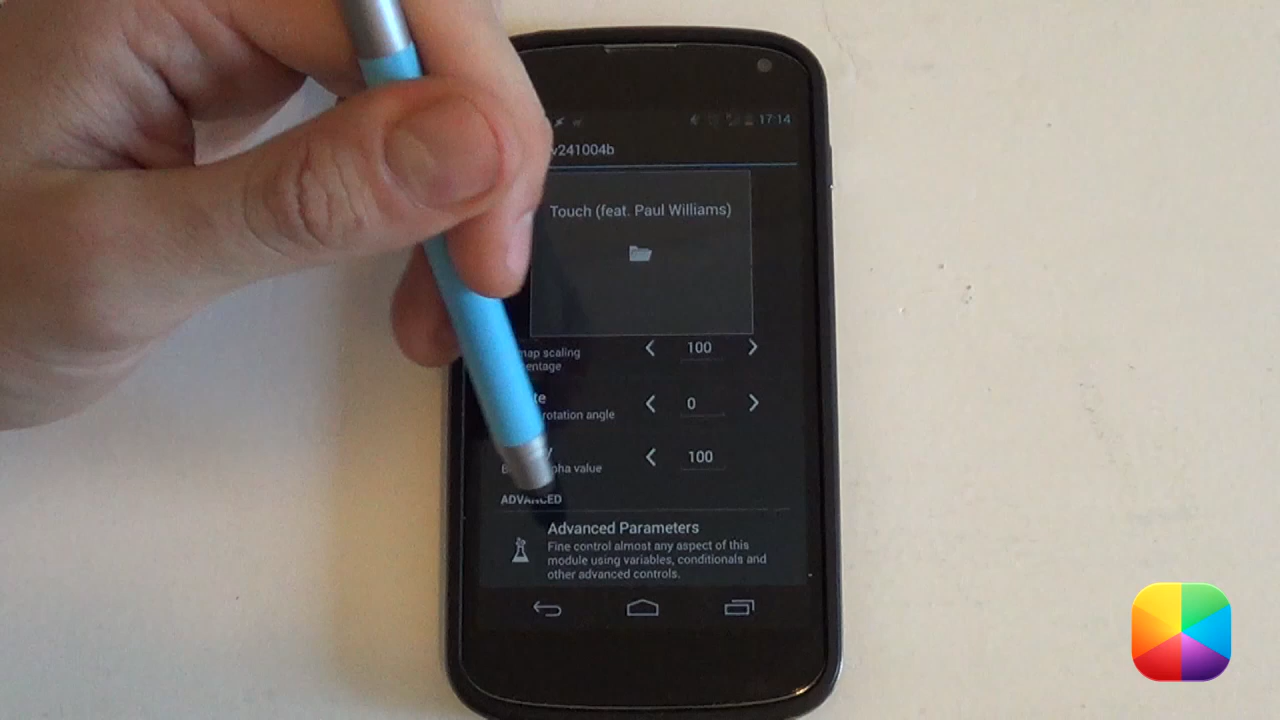 17:14
v241004b
Touch (feat. Paul Williams)
map scaling
entage
100
te
rotation angle
0
100
pha value
ADVANCED
Advanced Parameters
Fine control almost any aspect of this
module using variables, conditionals and
other advanced controls.